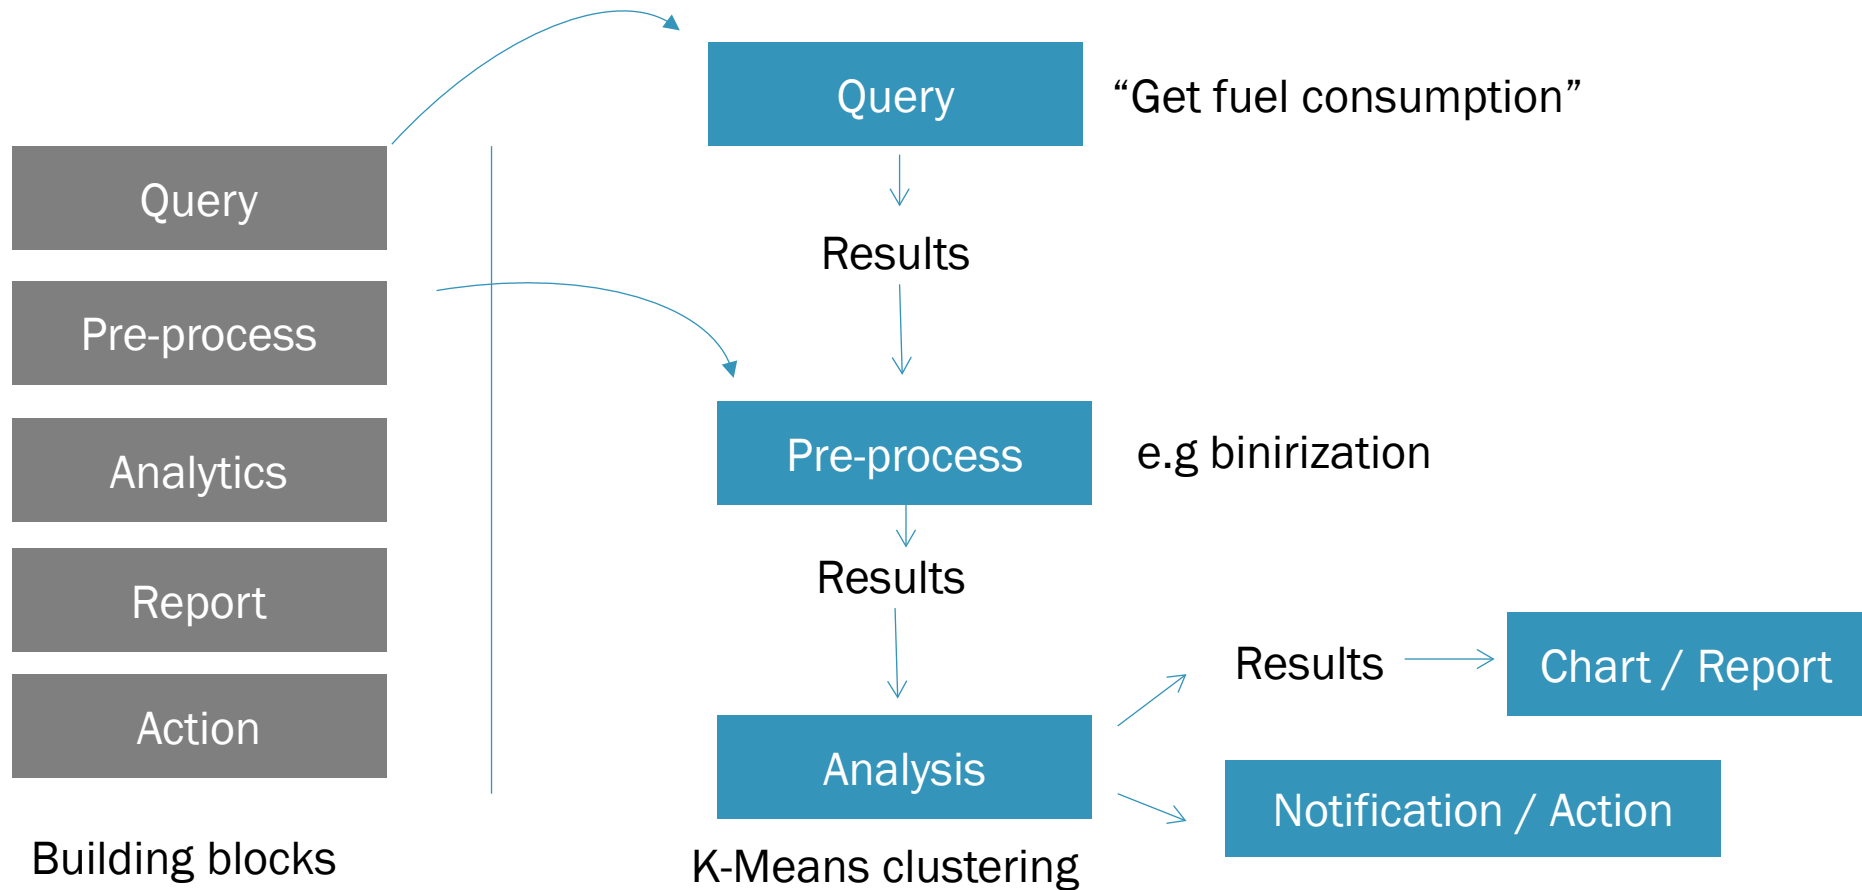 Query
Pre-process
Analytics
Report
Action
Building blocks
Query
“Get fuel consumption”
Results
Pre-process
e.g binirization
Results
Analysis
K-Means clustering
Results
Chart / Report
Notification / Action